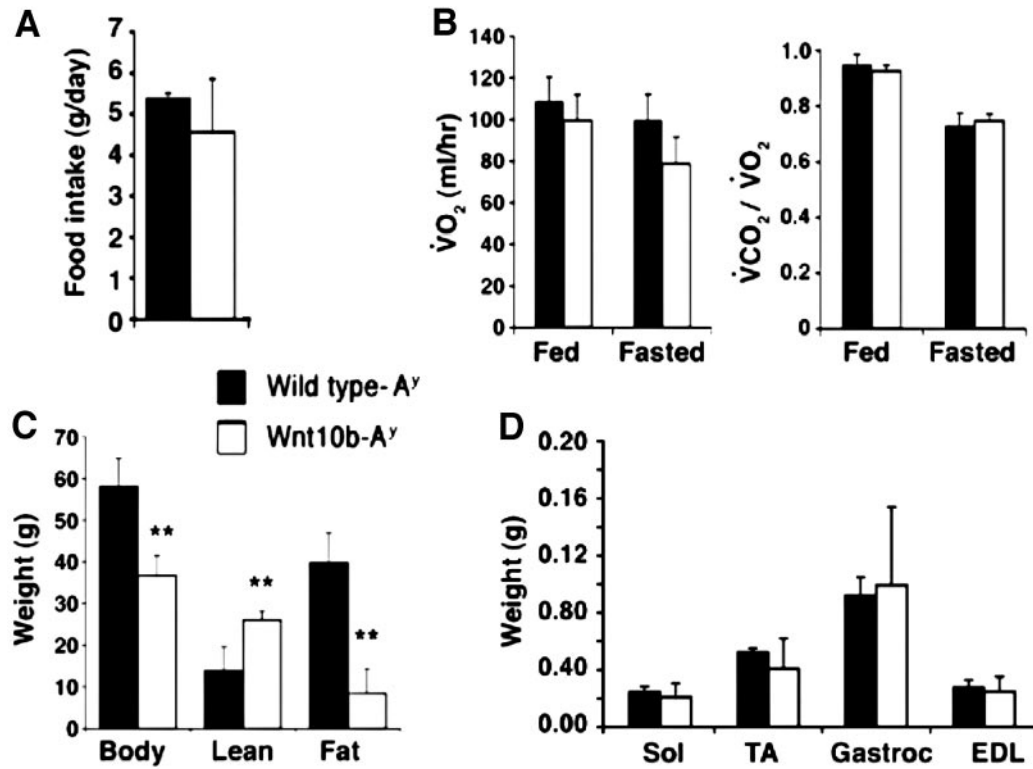 A
Food intake (g/day)
7
6
5
4
3
2
1
0
B
V̇O₂ (ml/hr)
140
120
100
80
60
40
20
0
Fed Fasted
V̇CO₂ / V̇O₂
1.0
0.8
0.6
0.4
0.2
0
Fed Fasted
Wild type-Aʸ
Wnt10b-Aʸ
C
Weight (g)
70
60
50
40
30
20
10
0
**
**
**
Body Lean Fat
D
Weight (g)
0.20
0.16
0.12
0.80
0.40
0.00
Sol TA Gastroc EDL